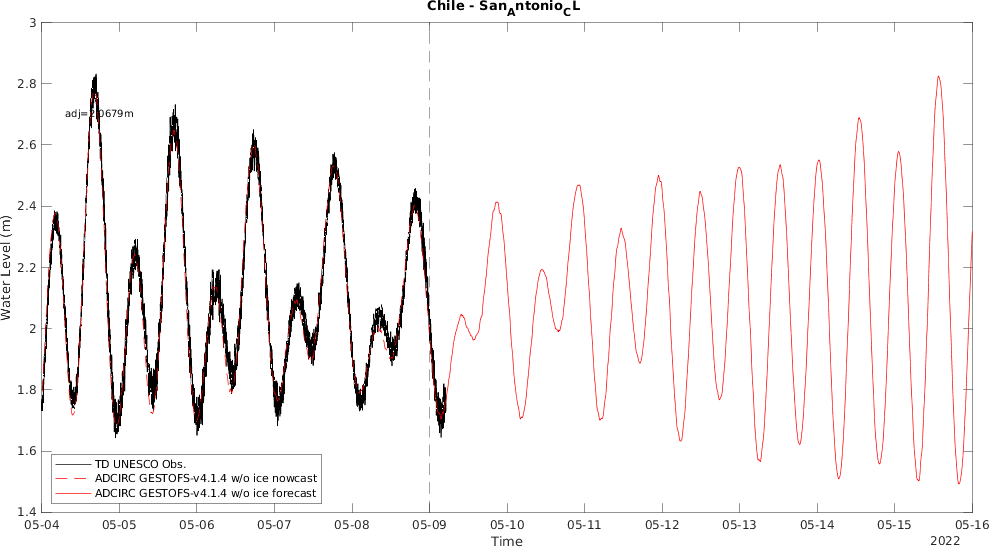 Chile - SanAntonioCL
3
2.8
2.6
2.4
2.2
2
1.8
1.6
1.4
Water Level (m)
adj=2.0679m
TD UNESCO Obs.
ADCIRC GESTOFS-v4.1.4 w/o ice nowcast
ADCIRC GESTOFS-v4.1.4 w/o ice forecast
05-04 05-05 05-06 05-07 05-08 05-09 05-10 05-11 05-12 05-13 05-14 05-15 05-16
Time
2022